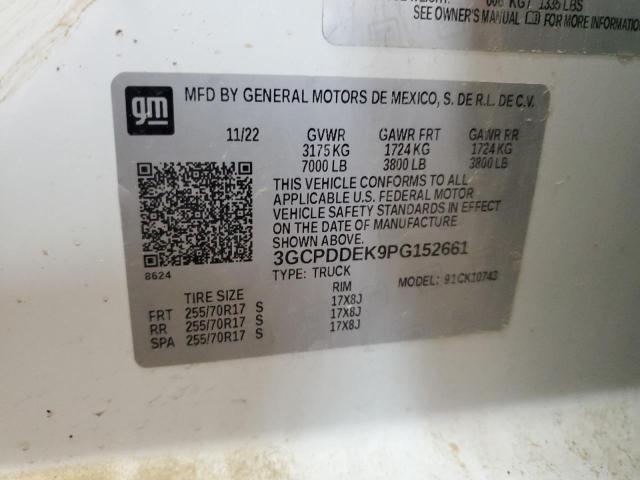 1335 LBS
SEE OWNER'S MANUAL FOR MORE INFORMATION
gm
MFD BY GENERAL MOTORS DE MEXICO, S. DE R.L. DE C.V.
11/22 GVWR GAWR FRT GAWR RR
3175 KG 1724 KG 1724 KG
7000 LB 3800 LB 3800 LB
THIS VEHICLE CONFORMS TO ALL
APPLICABLE U.S. FEDERAL MOTOR
VEHICLE SAFETY STANDARDS IN EFFECT
ON THE DATE OF MANUFACTURE
SHOWN ABOVE.
3GCPDDEK9PG152661
8624
TYPE: TRUCK MODEL: 91CK10743
TIRE SIZE RIM
FRT 255/70R17 S 17X8J
RR 255/70R17 S 17X8J
SPA 255/70R17 S 17X8J